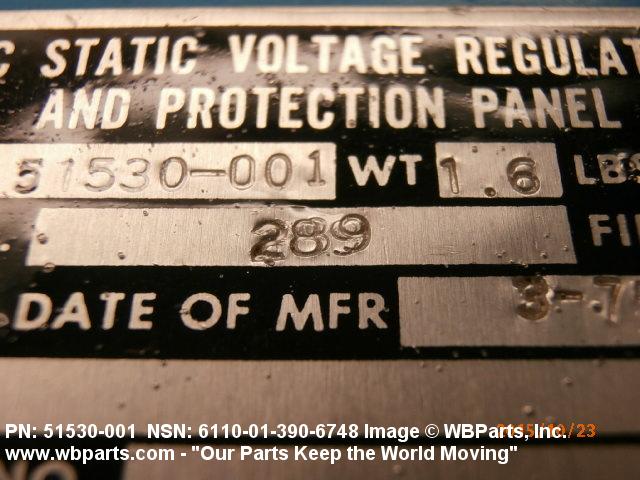 C STATIC VOLTAGE REGULAT
AND PROTECTION PANEL
51530-001 WT 1.6 LBS
289 FI
DATE OF MFR 3-7
PN: 51530-001 NSN: 6110-01-390-6748 Image © WBParts, Inc.
www.wbparts.com - "Our Parts Keep the World Moving"
NO